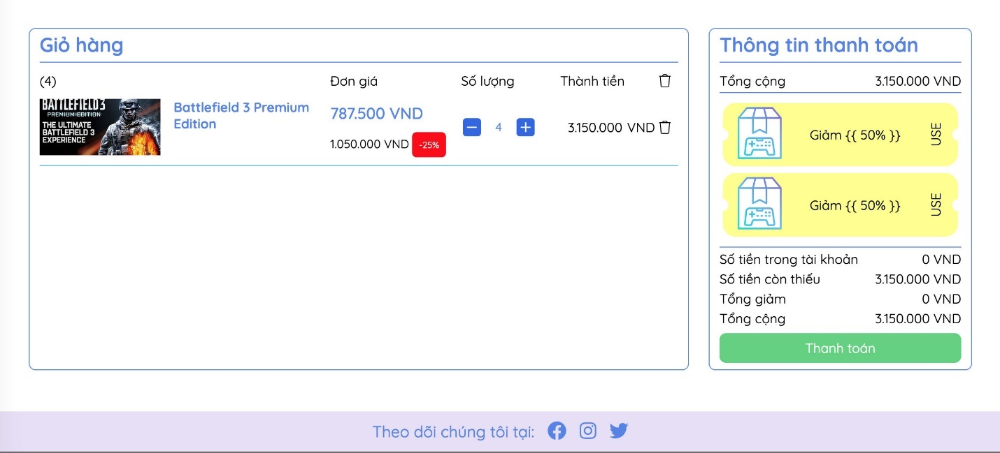 Giỏ hàng
(4) Đơn giá Số lượng Thành tiền
BATTLEFIELD 3
PREMIUM EDITION
THE ULTIMATE
BATTLEFIELD 3
EXPERIENCE
Battlefield 3 Premium
Edition
787.500 VND
1.050.000 VND -25%
4
3.150.000 VND
Thông tin thanh toán
Tổng cộng 3.150.000 VND
Giảm {{ 50% }} USE
Giảm {{ 50% }} USE
Số tiền trong tài khoản 0 VND
Số tiền còn thiếu 3.150.000 VND
Tổng giảm 0 VND
Tổng cộng 3.150.000 VND
Thanh toán
Theo dõi chúng tôi tại: